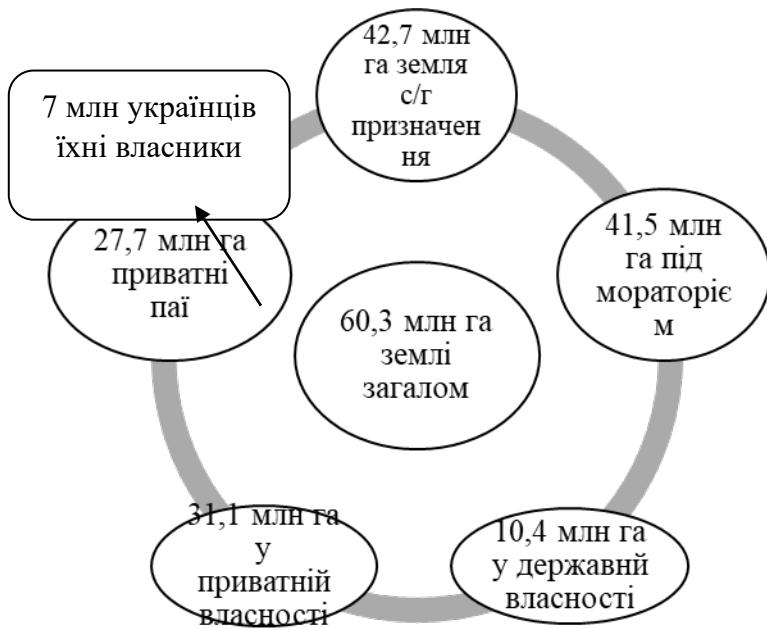 42,7 млн
га земля
с/г
призначен
ня
7 млн українців
їхні власники
27,7 млн га
приватні
паї
41,5 млн
га під
мораторіє
м
60,3 млн га
землі
загалом
31,1 млн га
у
приватній
власності
10,4 млн га
у державнй
власності